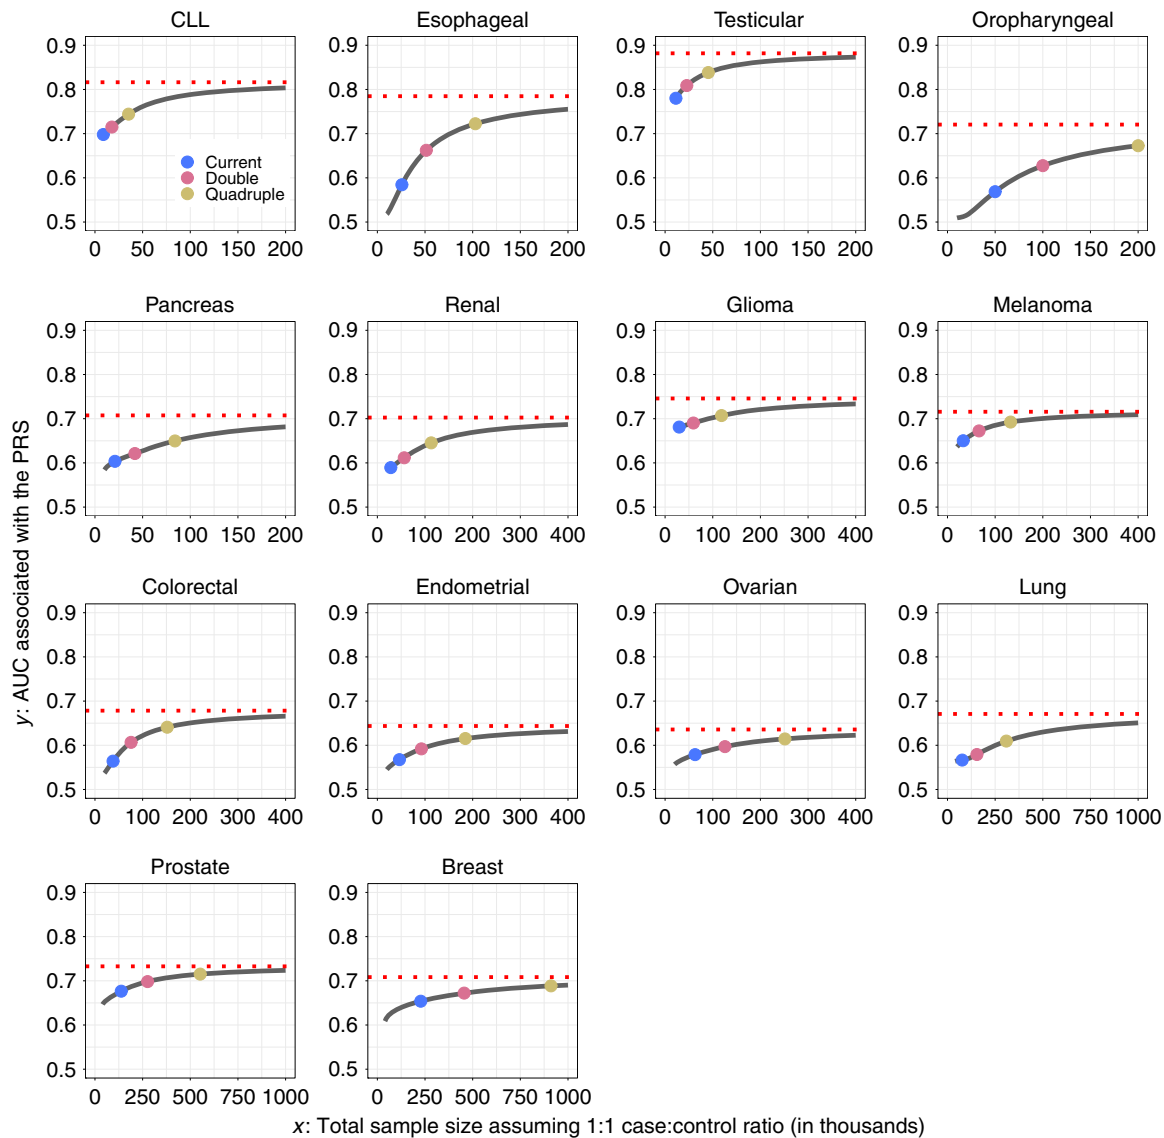 CLL Esophageal Testicular Oropharyngeal
0.9 0.9 0.9 0.9
0.8 0.8 0.8 0.8
0.7 0.7 0.7 0.7
Current
Double
Quadruple
0.6 0.6 0.6 0.6
0.5 0.5 0.5 0.5
0 50 100 150 200 0 50 100 150 200 0 50 100 150 200 0 50 100 150 200
Pancreas Renal Glioma Melanoma
0.9 0.9 0.9 0.9
0.8 0.8 0.8 0.8
0.7 0.7 0.7 0.7
0.6 0.6 0.6 0.6
0.5 0.5 0.5 0.5
0 50 100 150 200 0 100 200 300 400 0 100 200 300 400 0 100 200 300 400
y: AUC associated with the PRS
Colorectal Endometrial Ovarian Lung
0.9 0.9 0.9 0.9
0.8 0.8 0.8 0.8
0.7 0.7 0.7 0.7
0.6 0.6 0.6 0.6
0.5 0.5 0.5 0.5
0 100 200 300 400 0 100 200 300 400 0 100 200 300 400 0 250 500 750 1000
Prostate Breast
0.9 0.9
0.8 0.8
0.7 0.7
0.6 0.6
0.5 0.5
0 250 500 750 1000 0 250 500 750 1000
x: Total sample size assuming 1:1 case:control ratio (in thousands)